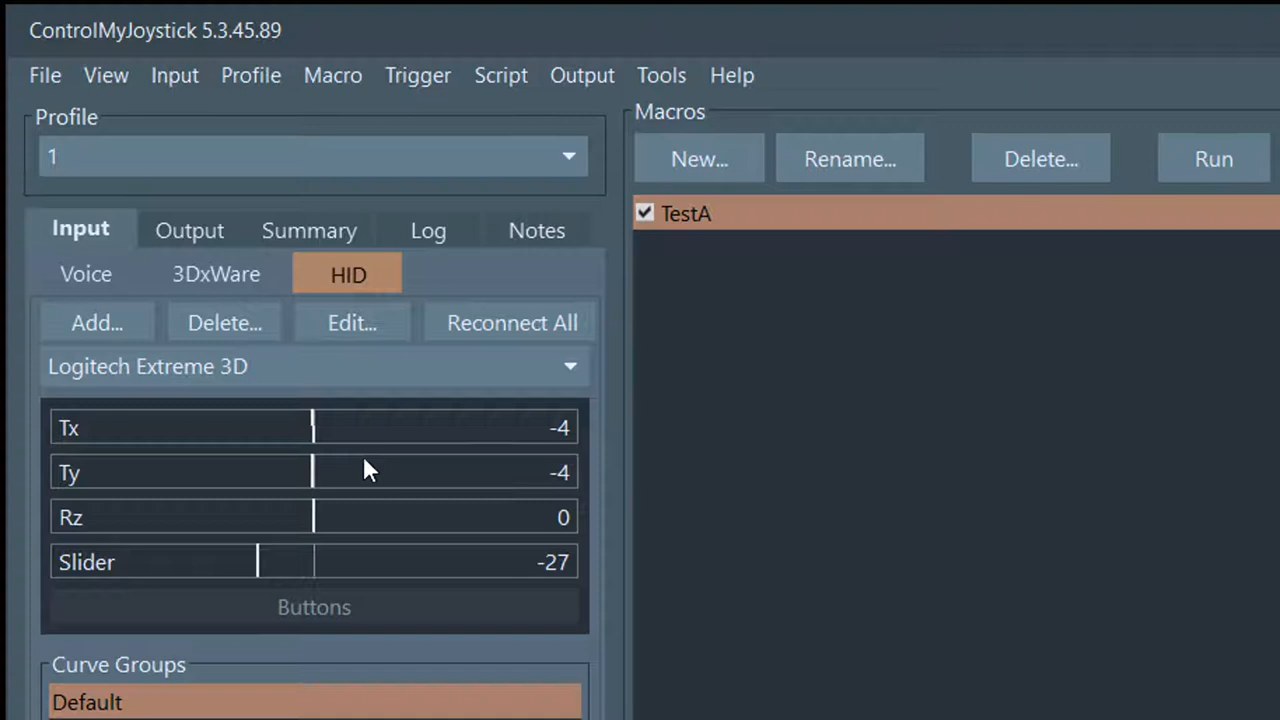 ControlMyJoystick 5.3.45.89
File View Input Profile Macro Trigger Script Output Tools Help
Profile
1
Input Output Summary Log Notes
Voice 3DxWare HID
Add... Delete... Edit... Reconnect All
Logitech Extreme 3D
Tx -4
Ty -4
Rz 0
Slider -27
Buttons
Curve Groups
Default
Macros
New... Rename... Delete... Run
TestA